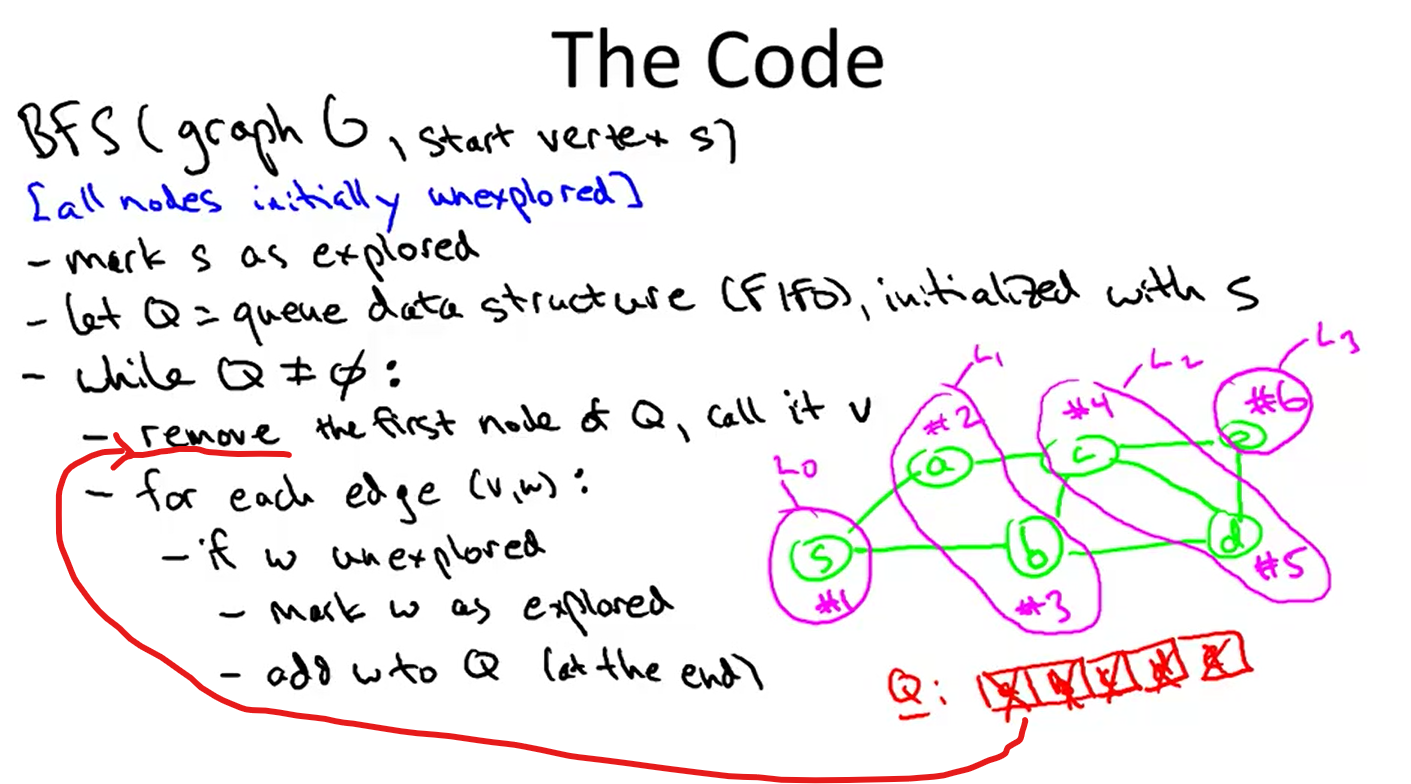 The Code
BFS(graph G, start vertex s)
[all nodes initially unexplored]
- mark s as explored
- let Q = queue data structure (FIFO), initialized with s
- while Q ≠ ∅:
- remove the first node of Q, call it v
- for each edge (v,w):
- if w unexplored
- mark w as explored
- add w to Q (at the end)
L0
L1
L2
L3
#2
#4
#6
a
c
e
s
b
d
#1
#3
#5
Q: